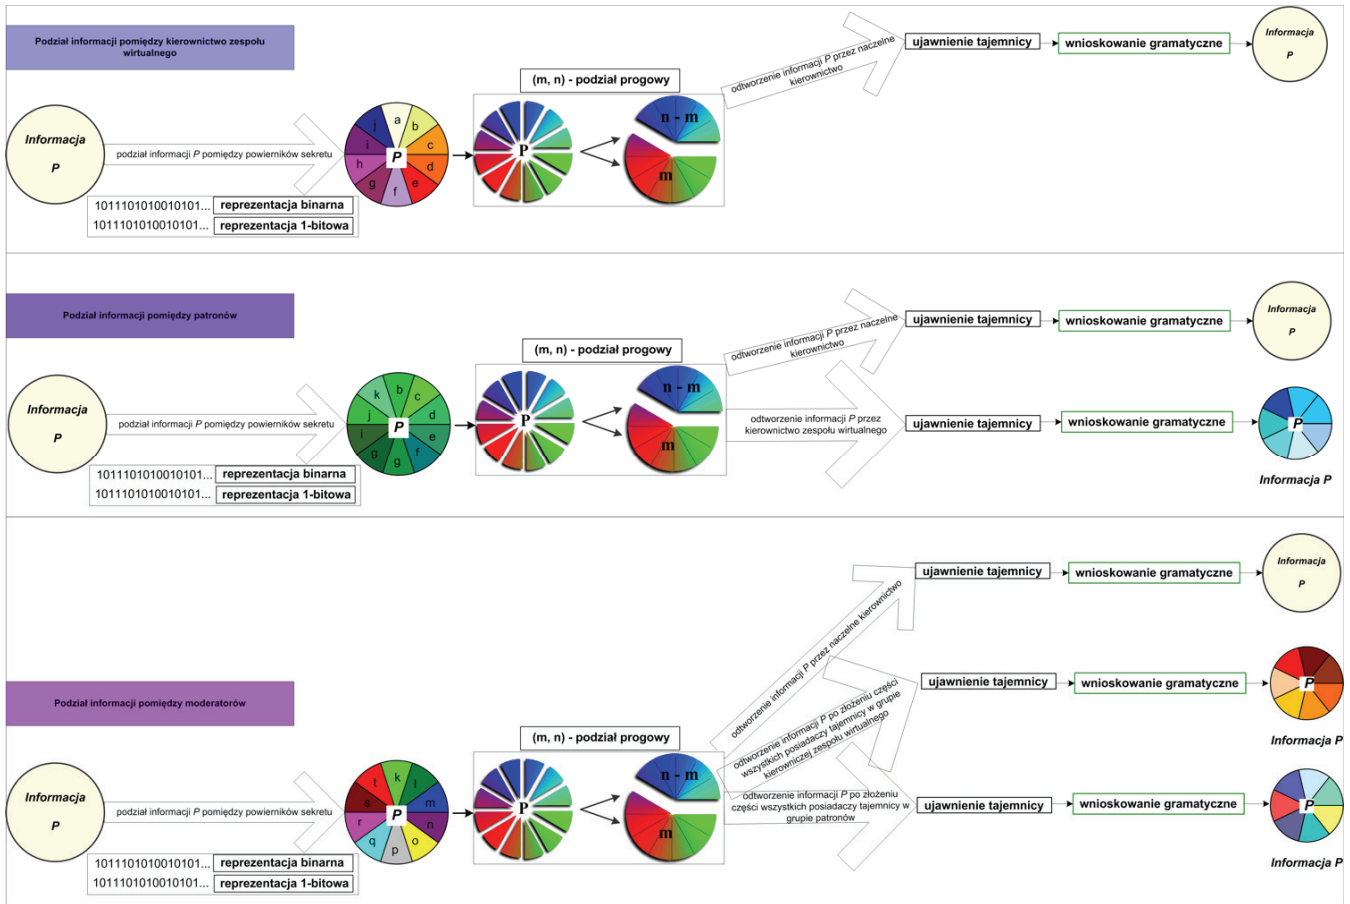 Podział informacji pomiędzy kierownictwo zespołu
wirtualnego
Informacja
P
podział informacji P pomiędzy powierników sekretu
1011101010010101... reprezentacja binarna
1011101010010101... reprezentacja 1-bitowa
a
b
c
d
e
f
g
h
i
j
P
(m, n) - podział progowy
P
n - m
m
odtworzenie informacji P przez naczelne
kierownictwo
ujawnienie tajemnicy
wnioskowanie gramatyczne
Informacja
P
Podział informacji pomiędzy patronów
Informacja
P
podział informacji P pomiędzy powierników sekretu
1011101010010101... reprezentacja binarna
1011101010010101... reprezentacja 1-bitowa
b
c
d
e
f
g
g
i
j
k
P
(m, n) - podział progowy
P
n - m
m
odtworzenie informacji P przez naczelne
kierownictwo
ujawnienie tajemnicy
wnioskowanie gramatyczne
Informacja
P
odtworzenie informacji P przez
kierownictwo zespołu wirtualnego
ujawnienie tajemnicy
wnioskowanie gramatyczne
P
Informacja P
Podział informacji pomiędzy moderatorów
Informacja
P
podział informacji P pomiędzy powierników sekretu
1011101010010101... reprezentacja binarna
1011101010010101... reprezentacja 1-bitowa
k
l
m
n
o
p
q
r
s
t
P
(m, n) - podział progowy
P
n - m
m
odtworzenie informacji P przez naczelne kierownictwo
ujawnienie tajemnicy
wnioskowanie gramatyczne
Informacja
P
odtworzenie informacji P po złożeniu części
wszystkich posiadaczy tajemnicy w grupie
kierowniczej zespołu wirtualnego
ujawnienie tajemnicy
wnioskowanie gramatyczne
P
Informacja P
odtworzenie informacji P po złożeniu
części wszystkich posiadaczy tajemnicy w
grupie patronów
ujawnienie tajemnicy
wnioskowanie gramatyczne
P
Informacja P